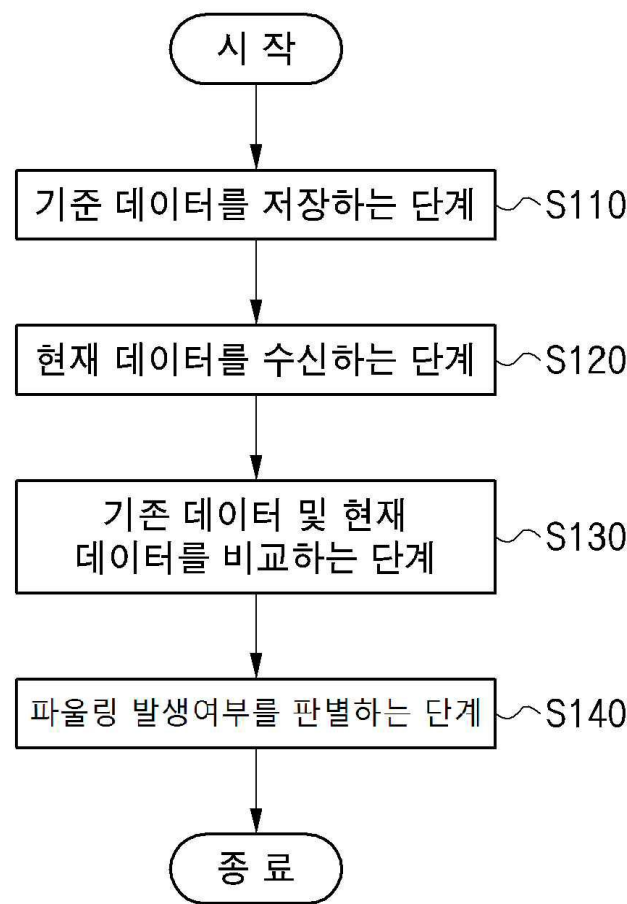 시 작
기준 데이터를 저장하는 단계 S110
현재 데이터를 수신하는 단계 S120
기존 데이터 및 현재
데이터를 비교하는 단계 S130
파울링 발생여부를 판별하는 단계 S140
종 료